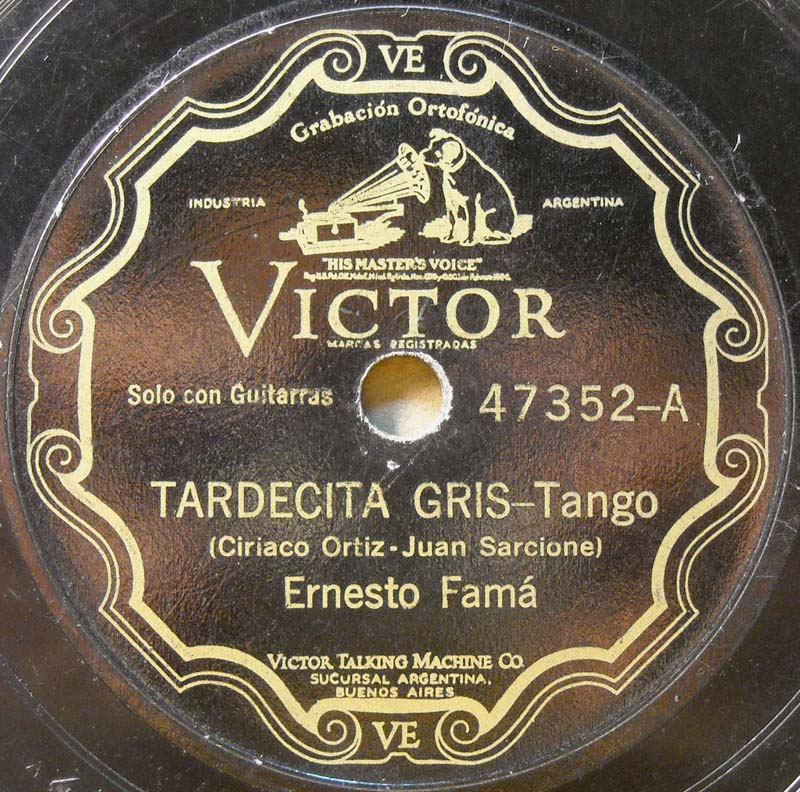 VE
Grabación Ortofónica
INDUSTRIA ARGENTINA
"HIS MASTER'S VOICE"
VICTOR
MARCAS REGISTRADAS
Solo con Guitarras 47352-A
TARDECITA GRIS-Tango
(Ciriaco Ortiz-Juan Sarcione)
Ernesto Famá
VICTOR TALKING MACHINE CO.
SUCURSAL ARGENTINA,
BUENOS AIRES
VE